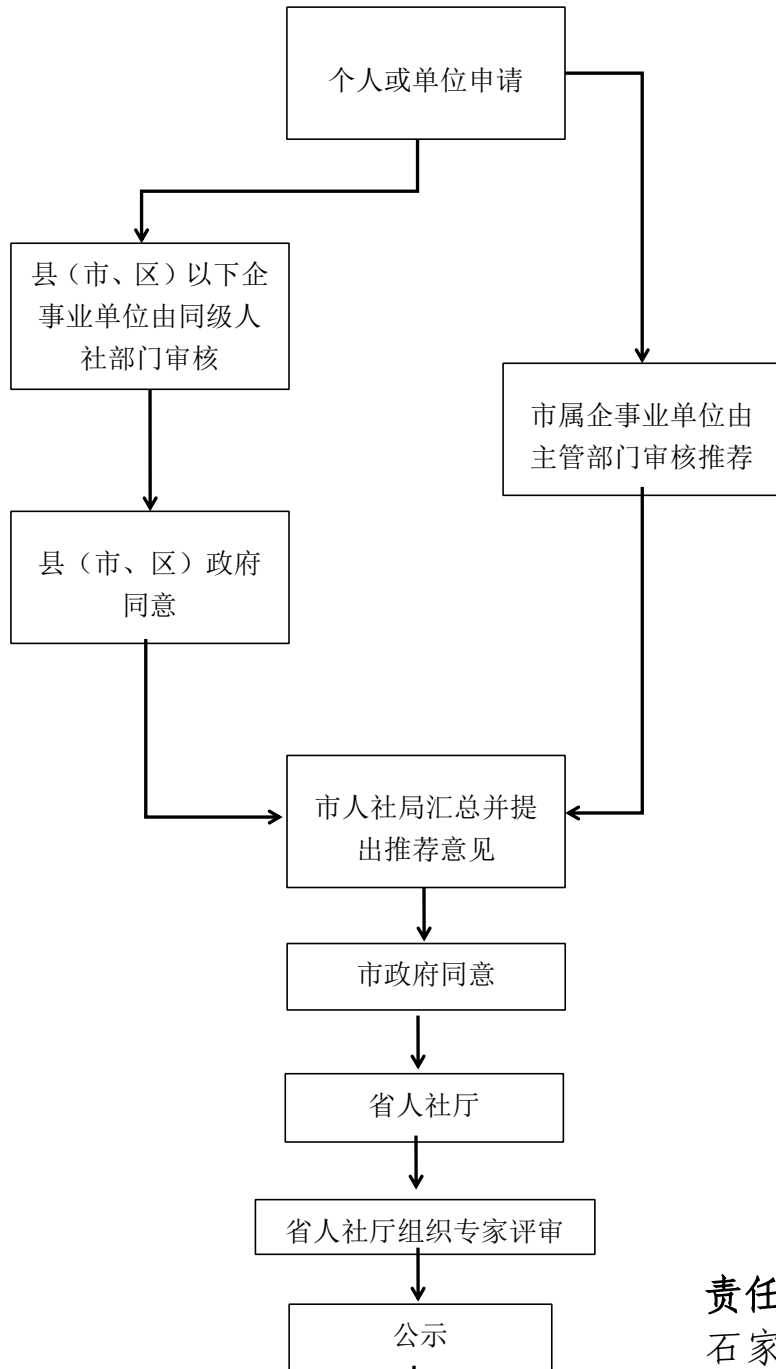 个人或单位申请
县（市、区）以下企
事业单位由同级人
社部门审核
市属企事业单位由
主管部门审核推荐
县（市、区）政府
同意
市人社局汇总并提
出推荐意见
市政府同意
省人社厅
省人社厅组织专家评审
公示
责任
石家